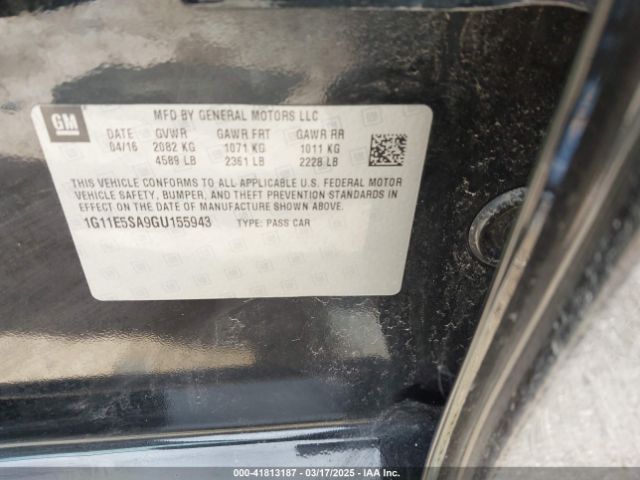 GM
MFD BY GENERAL MOTORS LLC
DATE GVWR GAWR FRT GAWR RR
04/16 2082 KG 1071 KG 1011 KG
4589 LB 2361 LB 2228 LB
THIS VEHICLE CONFORMS TO ALL APPLICABLE U.S. FEDERAL MOTOR
VEHICLE SAFETY, BUMPER, AND THEFT PREVENTION STANDARDS
IN EFFECT ON THE DATE OF MANUFACTURE SHOWN ABOVE.
1G11E5SA9GU155943 TYPE: PASS CAR
000-41813187 - 03/17/2025 - IAA Inc.